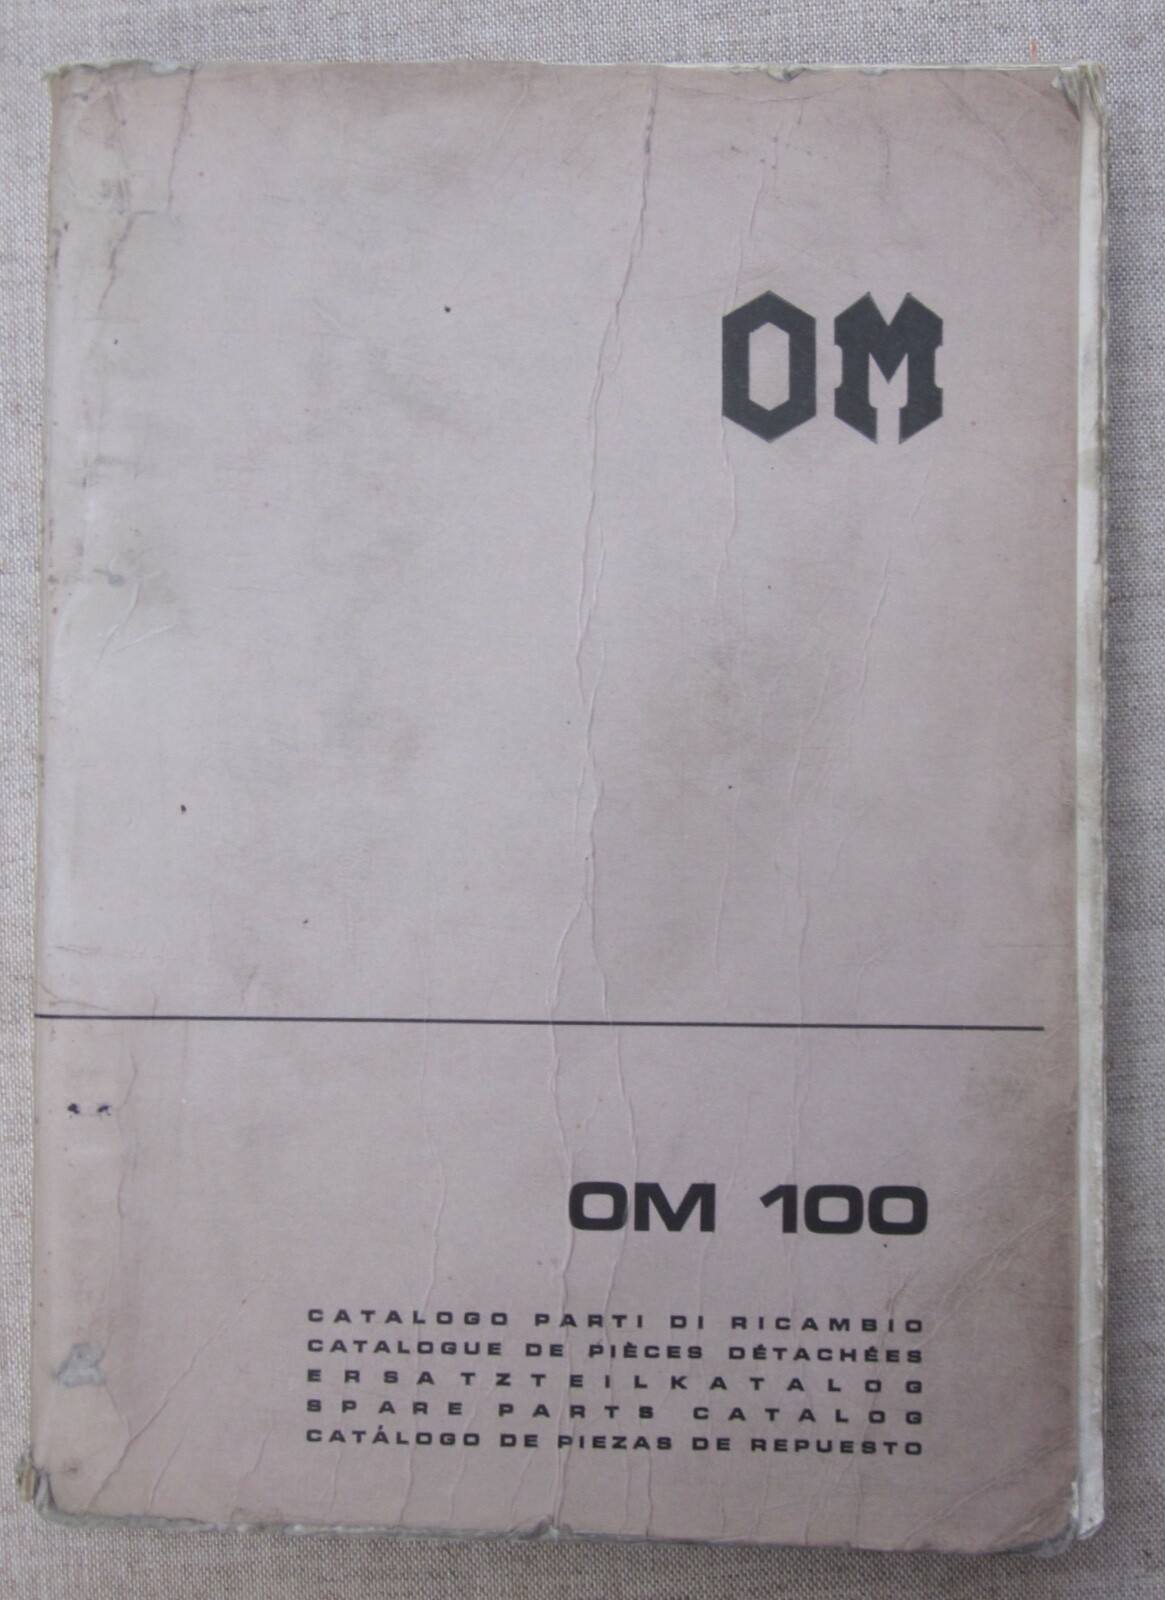 OM
OM 100
CATALOGO PARTI DI RICAMBIO
CATALOGUE DE PIÈCES DÉTACHÉES
ERSATZTEILKATALOG
SPARE PARTS CATALOG
CATÁLOGO DE PIEZAS DE REPUESTO